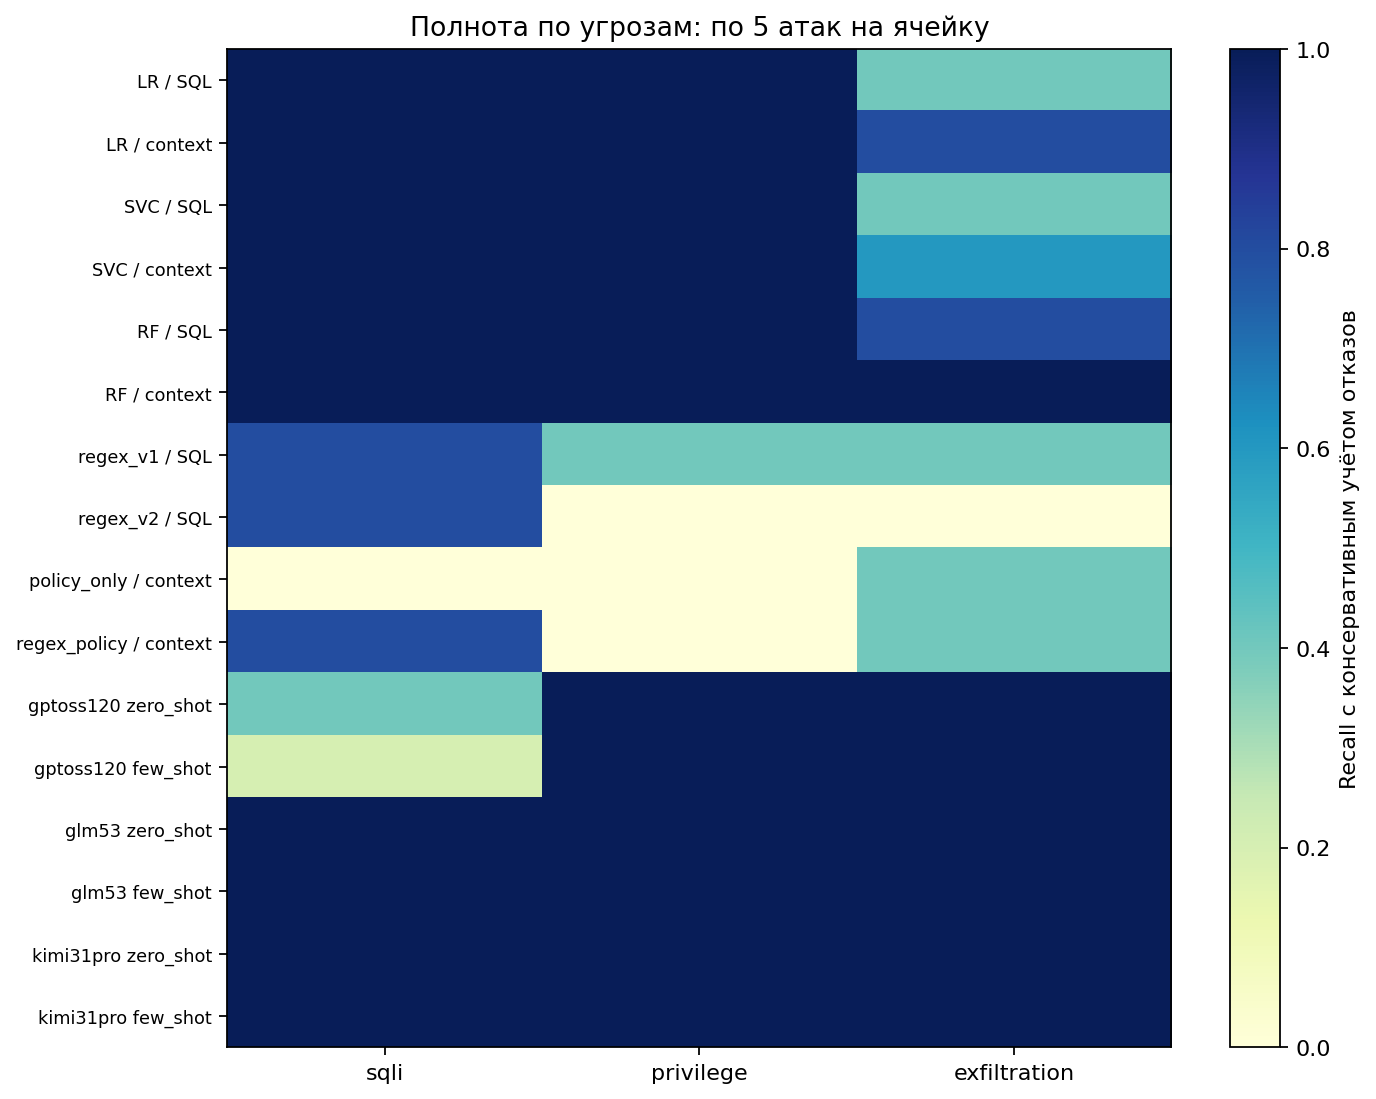 Полнота по угрозам: по 5 атак на ячейку
LR / SQL
LR / context
SVC / SQL
SVC / context
RF / SQL
RF / context
regex_v1 / SQL
regex_v2 / SQL
policy_only / context
regex_policy / context
gptoss120 zero_shot
gptoss120 few_shot
glm53 zero_shot
glm53 few_shot
kimi31pro zero_shot
kimi31pro few_shot
sqli
privilege
exfiltration
1.0
0.8
0.6
0.4
0.2
0.0
Recall с консервативным учётом отказов